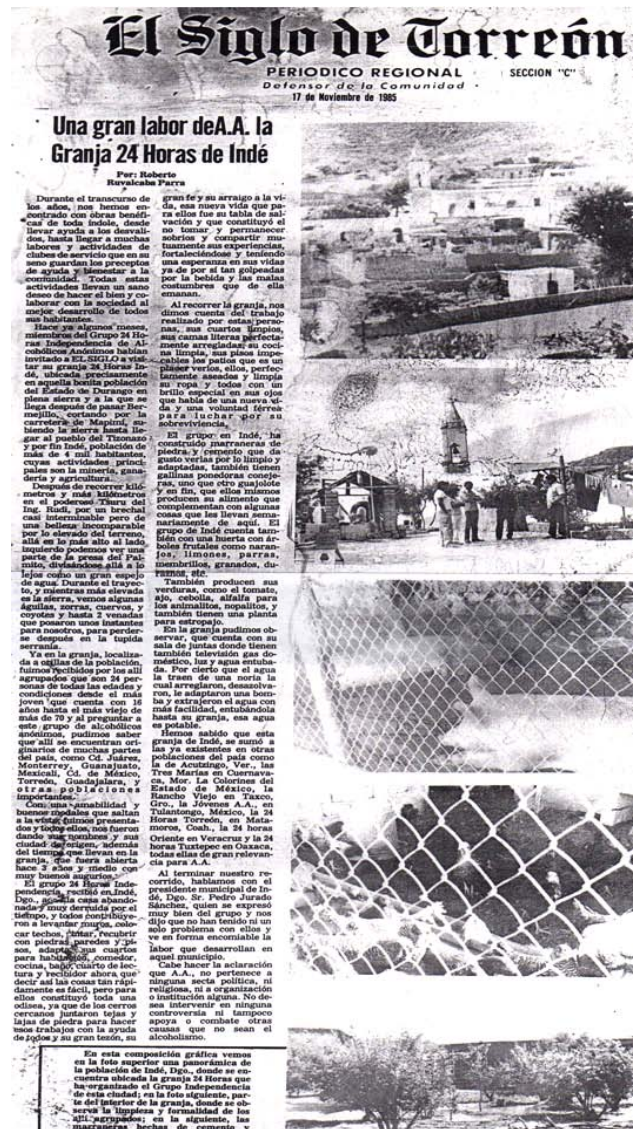 El Siglo de Torreón
PERIODICO REGIONAL
SECCION "C"
Defensor de la Comunidad
17 de Noviembre de 1985
Una gran labor deA.A. la
Granja 24 Horas de Indé
Por: Roberto
Ruvalcaba Parra
Durante el transcurso de
los años, nos hemos en-
contrado con obras benéfi-
cas de toda índole, desde
llevar ayuda a los desvali-
dos, hasta llegar a muchas
labores y actividades de
clubes de servicio que en su
seno guardan los preceptos
de ayuda y bienestar a la
comunidad. Todas estas
actividades llevan un sano
deseo de hacer el bien y co-
laborar con la sociedad al
mejor desarrollo de todos
sus habitantes.
Hace ya algunos meses,
miembros del Grupo 24 Ho-
ras Independencia de Al-
cohólicos Anónimos habían
invitado a EL SIGLO a visi-
tar su granja 24 Horas In-
dé, ubicada precisamente
en aquella bonita población
del Estado de Durango en
plena sierra y a la que se
llega después de pasar Ber-
mejillo, cortando por la
carretera de Mapimí, su-
biendo la sierra hasta lle-
gar al pueblo del Tizonazo
y por fin Indé, población de
más de 4 mil habitantes,
cuyas actividades princi-
pales son la minería, gana-
dería y agricultura.
Después de recorrer kiló-
metros y más kilómetros
en el poderoso Tsuru del
Ing. Rudi, por un brechal
casi interminable pero de
una belleza incomparable
por lo elevado del terreno,
allá en lo más alto al lado
izquierdo podemos ver una
parte de la presa del Pal-
mito, divisándose allá a lo
lejos como un gran espejo
de agua. Durante el trayec-
to, y mientras más elevada
es la sierra, vemos algunas
águilas, zorras, cuervos, y
coyotes y hasta 2 venadas
que posaron unos instantes
para nosotros, para perder-
se después en la tupida
serranía.
Ya en la granja, localiza-
da a orillas de la población,
fuimos recibidos por los allí
agrupados que son 24 per-
sonas de todas las edades y
condiciones desde el más
joven que cuenta con 16
años hasta el más viejo de
más de 70 y al preguntar a
este grupo de alcohólicos
anónimos, pudimos saber
que allí se encuentran ori-
ginarios de muchas partes
del país, como Cd. Juárez,
Monterrey, Guanajuato,
Mexicali, Cd. de México,
Torreón, Guadalajara, y
otras poblaciones
importantes.
Con una amabilidad y
buenos modales que saltan
a la vista, fuimos presenta-
dos y todos ellos, nos fueron
dando sus nombres y sus
ciudad de origen, además
del tiempo que llevan en la
granja, que fuera abierta
hace 3 años y medio con
muy buenos augurios.
El grupo 24 Horas Inde-
pendencia, recibió en Indé,
Dgo., casa abando-
nada y muy derruida por el
tiempo, y todos contribuye-
ron a levantar muros, colo-
car techos, pintar, recubrir
con piedras paredes y pi-
sos, adaptar sus cuartos
para habitación, comedor,
cocina, baño, cuarto de lec-
tura y recibidor ahora que
decir así las cosas tan rápi-
damente es fácil, pero para
ellos constituyó toda una
odisea, ya que de los cerros
cercanos juntaron tejas y
lajas de piedra para hacer
esos trabajos con la ayuda
de todos y su gran tezón, su
gran fe y su arraigo a la vi-
da, esa nueva vida que pa-
ra ellos fue su tabla de sal-
vación y que constituyó el
no tomar y permanecer
sobrios y compartir mu-
tuamente sus experiencias,
fortaleciéndose y teniendo
una esperanza en sus vidas
ya de por sí tan golpeadas
por la bebida y las malas
costumbres que de ella
emanan.
Al recorrer la granja, nos
dimos cuenta del trabajo
realizado por estas perso-
nas, sus cuartos limpios,
sus camas literas perfecta-
mente arregladas, su coci-
na limpia, sus pisos impe-
cables los patios que es un
placer verlos, ellos, perfec-
tamente aseados y limpia
su ropa y todos con un
brillo especial en sus ojos
que habla de una nueva vi-
da y una voluntad férrea
para luchar por su
sobreviviencia.
El grupo en Indé, ha
construído marraneras de
piedra y cemento que da
gusto verlas por lo limpio y
adaptadas, también tienen
gallinas ponedoras coneje-
ras, uno que otro guajolote
y en fin, que ellos mismos
producen su alimento que
complementan con algunas
cosas que les llevan sema-
nariamente de aquí. El
grupo de Indé cuenta tam-
bién con una huerta con ár-
boles frutales como naran-
jos, limones, parras,
membrillos, granados, du-
raznos, etc.
También producen sus
verduras, como el tomate,
ajo, cebolla, alfalfa para
los animalitos, nopalitos, y
también tienen una planta
para estropajo.
En la granja pudimos ob-
servar, que cuenta con su
sala de juntas donde tienen
también televisión gas do-
méstico, luz y agua entuba-
da. Por cierto que el agua
la traen de una noria la
cual arreglaron, desazolva-
ron, le adaptaron una bom-
ba y extrajeron el agua con
más facilidad, entubándola
hasta su granja, esa agua
es potable.
Hemos sabido que esta
granja de Indé, se sumó a
las ya existentes en otras
poblaciones del país como
la de Acutzingo, Ver., las
Tres Marías en Cuernava-
ca, Mor. La Colorines del
Estado de México, la
Rancho Viejo en Taxco,
Gro., la Jóvenes A.A., en
Tulantongo, México, la 24
Horas Torreón, en Mata-
moros, Coah., la 24 horas
Oriente en Veracruz y la 24
horas Tuxtepec en Oaxaca,
todas ellas de gran relevan-
cia para A.A.
Al terminar nuestro re-
corrido, hablamos con el
presidente municipal de In-
dé, Dgo. Sr. Pedro Jurado
Sánchez, quien se expresó
muy bien del grupo y nos
dijo que no han tenido ni un
solo problema con ellos y
ve en forma encomiable la
labor que desarrollan en
aquel municipio.
Cabe hacer la aclaración
que A.A., no pertenece a
ninguna secta política, ni
religiosa, ni a organización
o institución alguna. No de-
sea intervenir en ninguna
controversia ni tampoco
apoya o combate otras
causas que no sean el
alcoholismo.
En esta composición gráfica vemos
en la foto superior una panorámica de
la población de Indé, Dgo., donde se en-
cuentra ubicada la granja 24 Horas que
ha organizado el Grupo Independencia
de esta ciudad; en la foto siguiente, par-
te del interior de la granja, donde se ob-
serva la limpieza y formalidad de los
allí agrupados; en la siguiente, las
marraneras hechas de cemento y